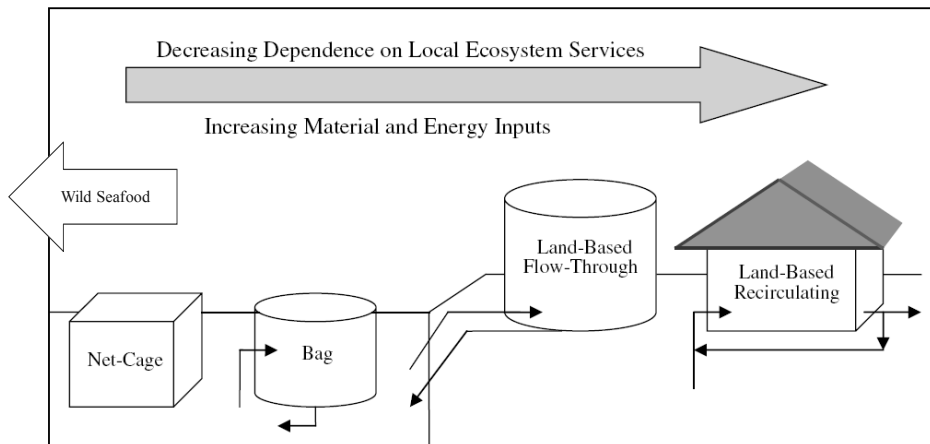 Decreasing Dependence on Local Ecosystem Services
Increasing Material and Energy Inputs
Wild Seafood
Land-Based
Flow-Through
Land-Based
Recirculating
Net-Cage
Bag